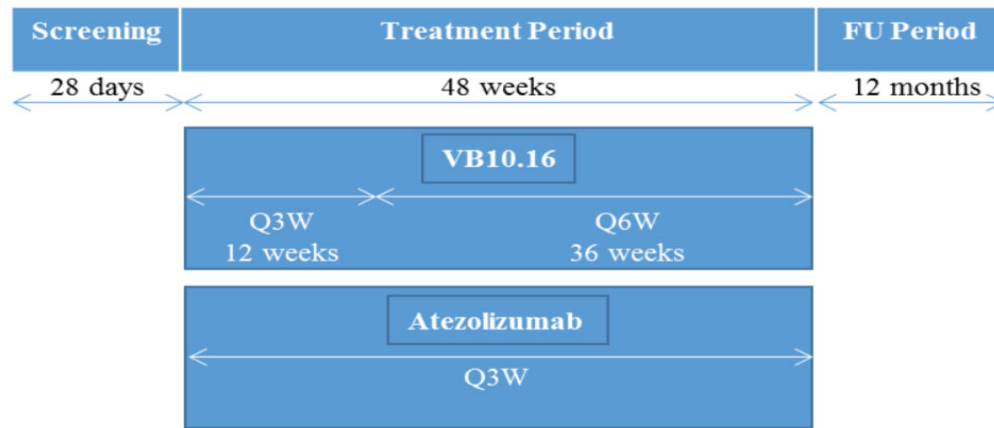 Screening Treatment Period FU Period
28 days 48 weeks 12 months
VB10.16
Q3W Q6W
12 weeks 36 weeks
Atezolizumab
Q3W